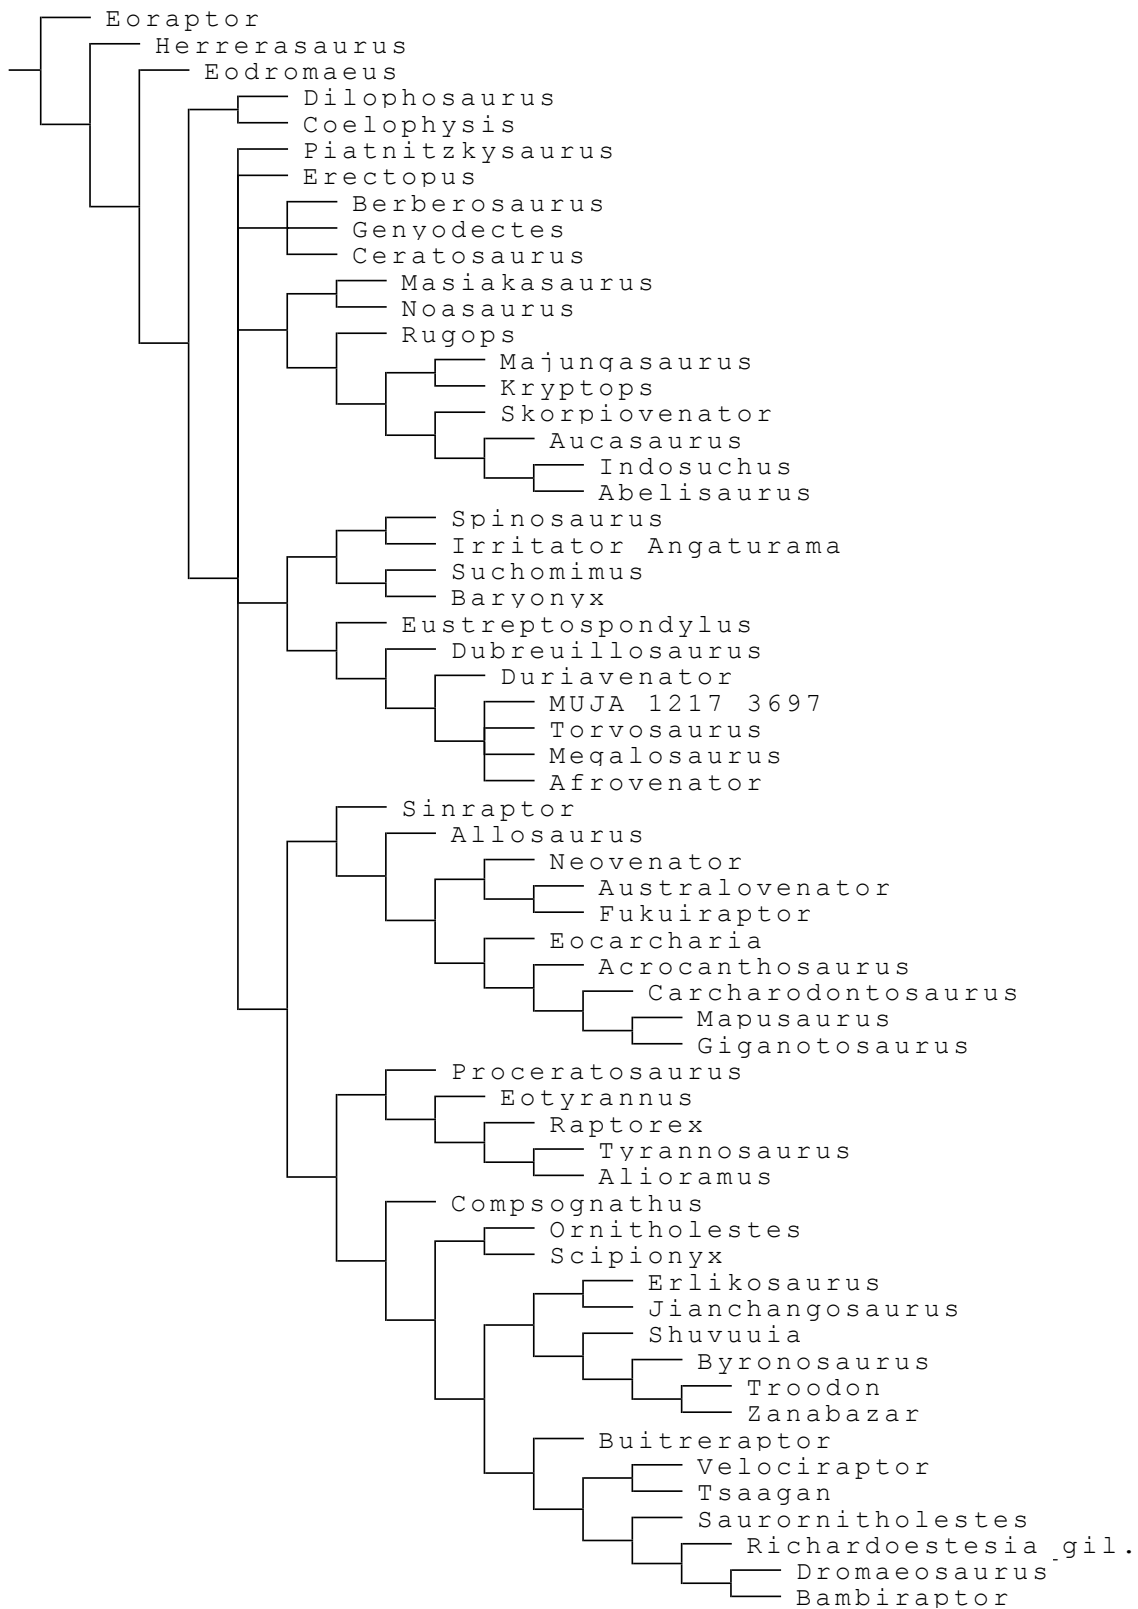 Eoraptor
Herrerasaurus
Eodromaeus
Dilophosaurus
Coelophysis
Piatnitzkysaurus
Erectopus
Berberosaurus
Genyodectes
Ceratosaurus
Masiakasaurus
Noasaurus
Rugops
Majungasaurus
Kryptops
Skorpiovenator
Aucasaurus
Indosuchus
Abelisaurus
Spinosaurus
Irritator Angaturama
Suchomimus
Baryonyx
Eustreptospondylus
Dubreuillosaurus
Duriavenator
MUJA 1217 3697
Torvosaurus
Megalosaurus
Afrovenator
Sinraptor
Allosaurus
Neovenator
Australovenator
Fukuiraptor
Eocarcharia
Acrocanthosaurus
Carcharodontosaurus
Mapusaurus
Giganotosaurus
Proceratosaurus
Eotyrannus
Raptorex
Tyrannosaurus
Alioramus
Compsognathus
Ornitholestes
Scipionyx
Erlikosaurus
Jianchangosaurus
Shuvuuia
Byronosaurus
Troodon
Zanabazar
Buitreraptor
Velociraptor
Tsaagan
Saurornitholestes
Richardoestesia gil.
Dromaeosaurus
Bambiraptor